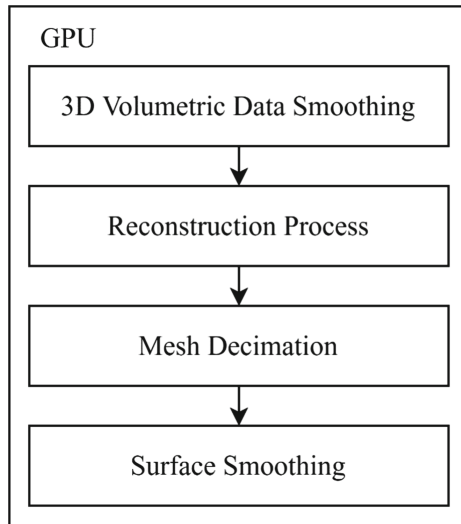 GPU
3D Volumetric Data Smoothing
Reconstruction Process
Mesh Decimation
Surface Smoothing